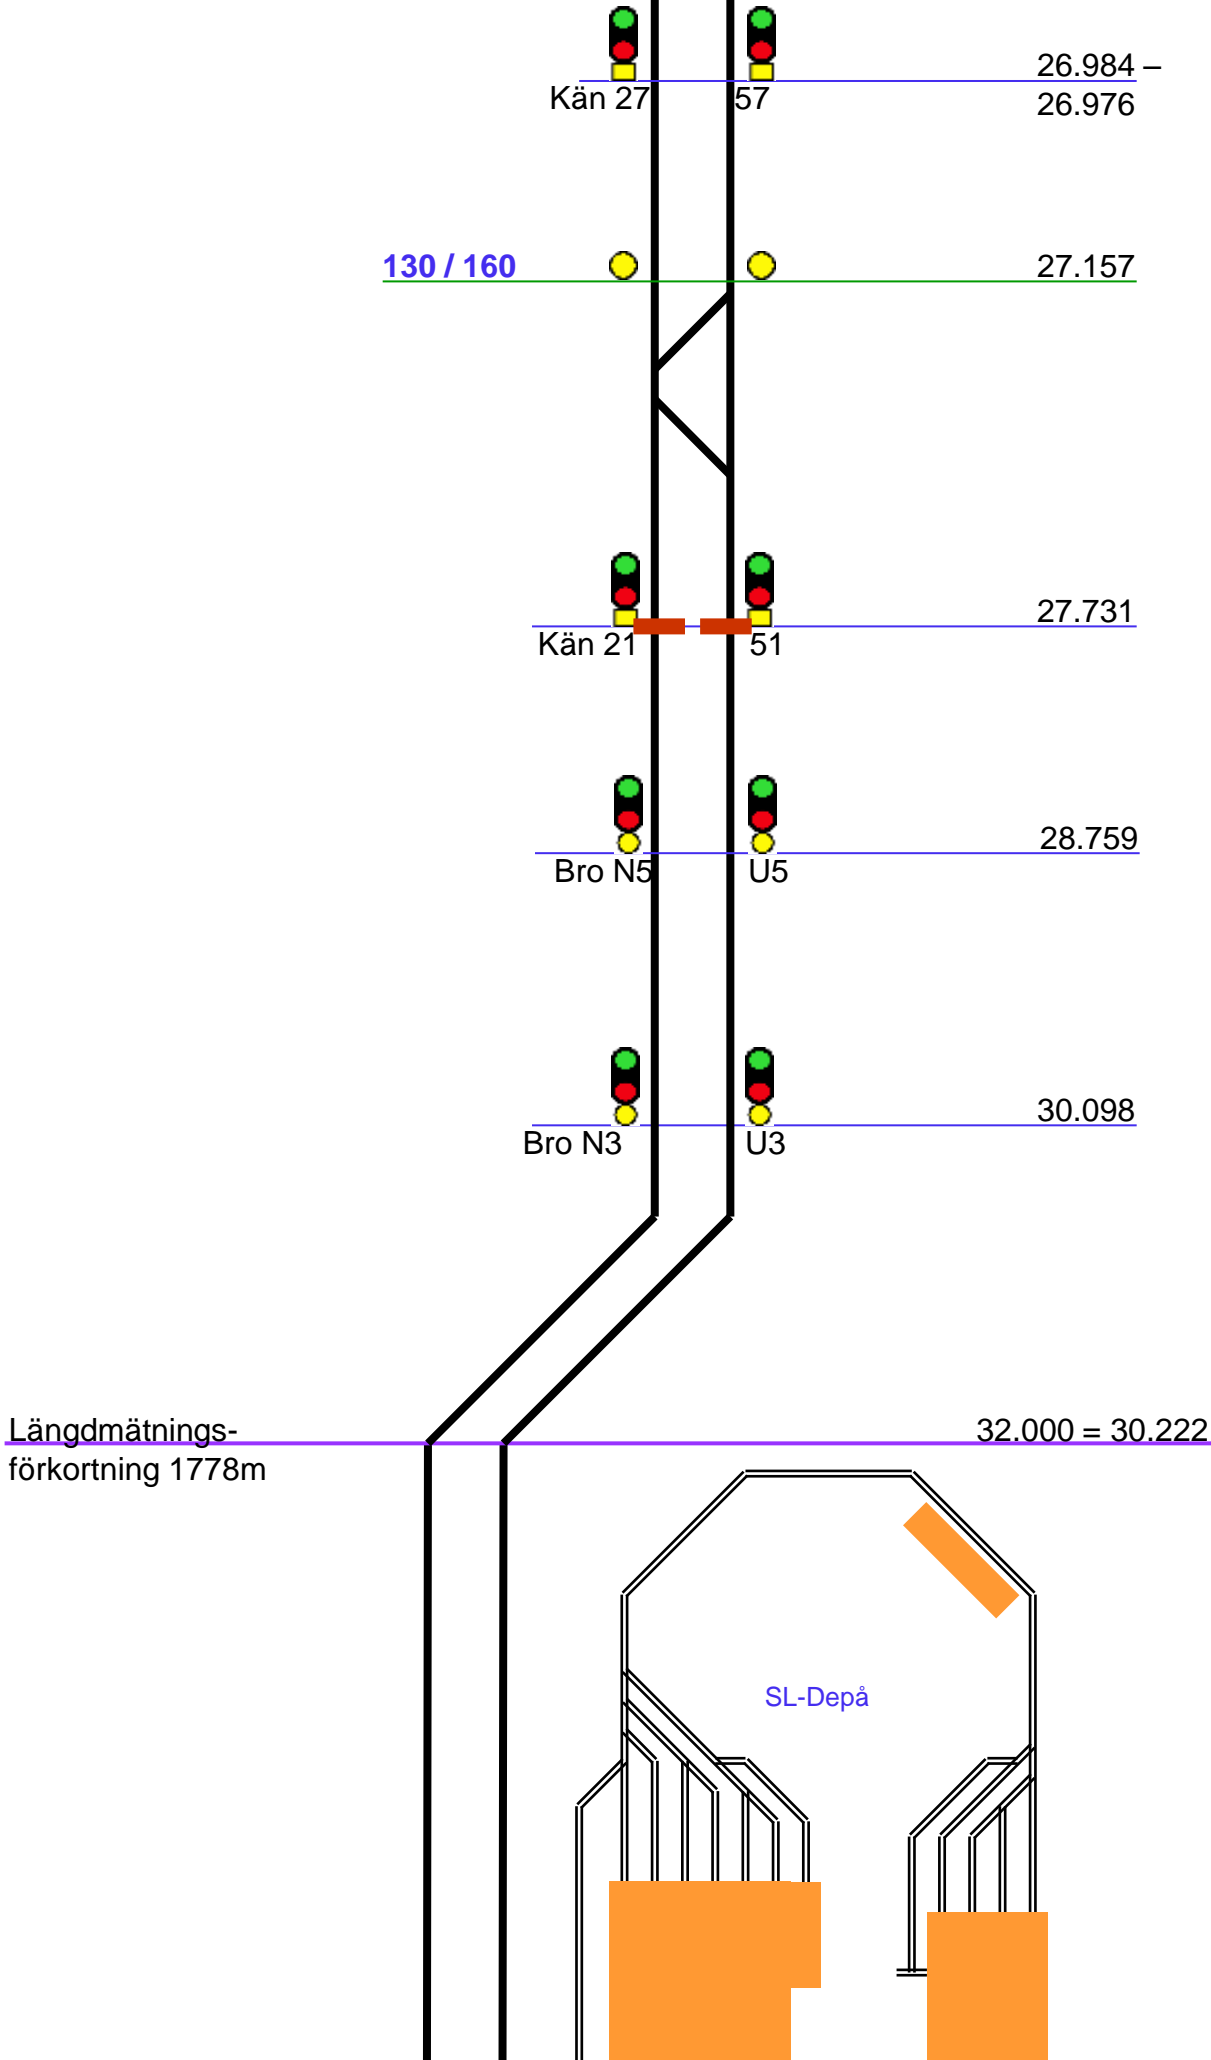 26.984 –
Kän 27
57
26.976
130 / 160
27.157
27.731
Kän 21
51
28.759
Bro N5
U5
30.098
Bro N3
U3
Längdmätnings-
32.000 = 30.222
förkortning 1778m
SL-Depå